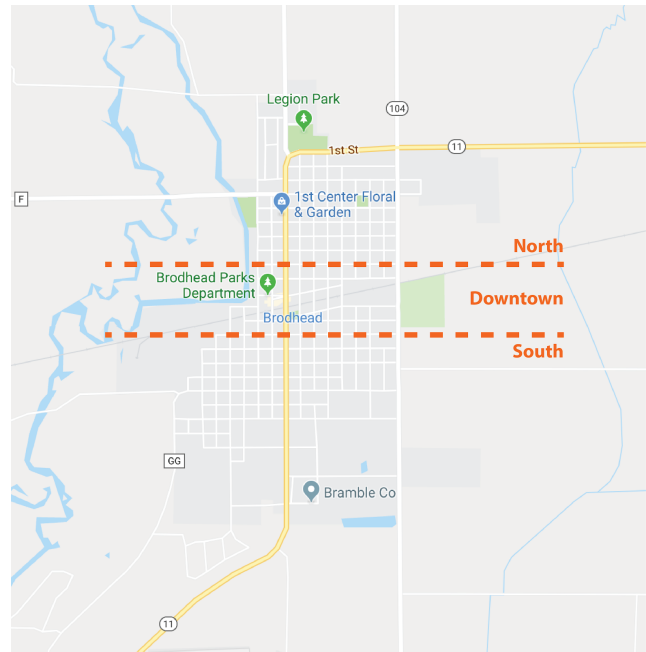 Legion Park
104
1st St
11
F
1st Center Floral
& Garden
North
Brodhead Parks
Department
Downtown
Brodhead
South
GG
Bramble Co
11